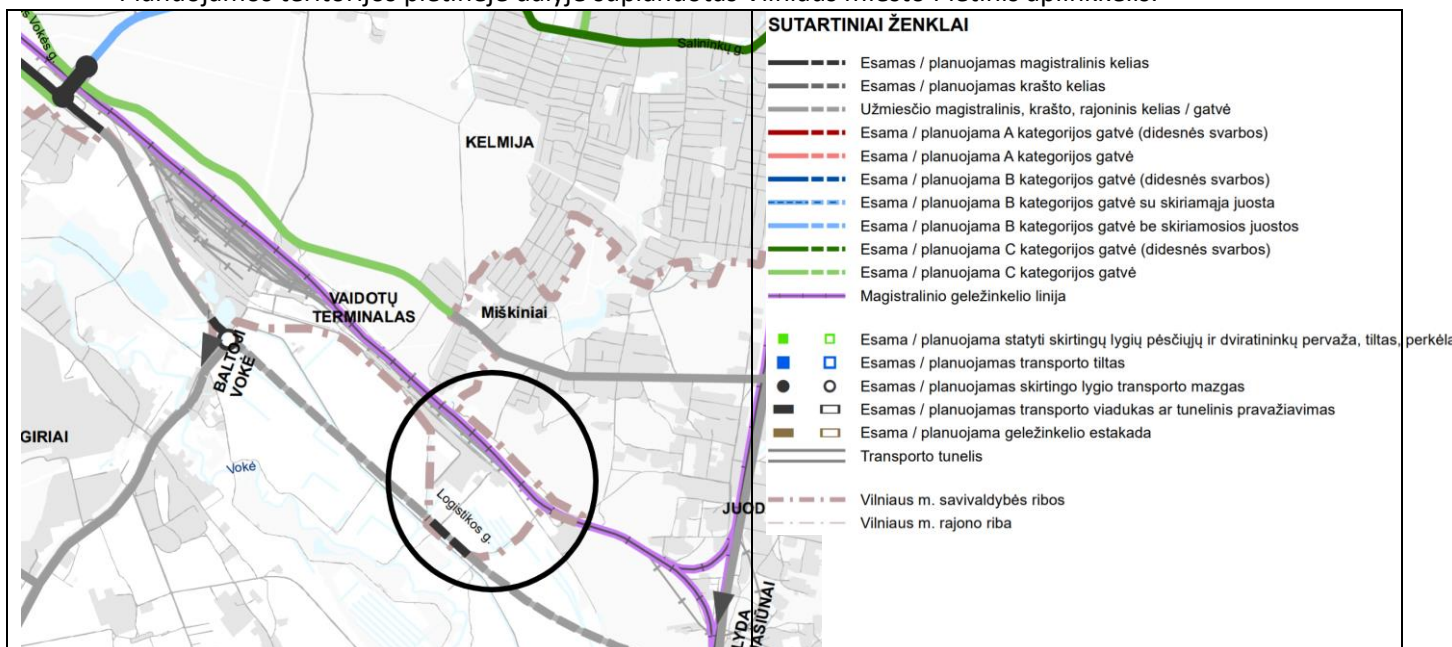 Planuojamos teritorijos pietinėje dalyje suplanuotas Vilniaus miesto Pietinis aplinkkelis.
Vokės g.
Salininkų g.
KELMIJA
VAIDOTŲ
TERMINALAS
Miškiniai
BALTOJI
VOKĖ
GIRIAI
Vokė
Logistikos g.
JUOD
LYDA
AŠIŪNAI
SUTARTINIAI ŽENKLAI
Esamas / planuojamas magistralinis kelias
Esamas / planuojamas krašto kelias
Užmiesčio magistralinis, krašto, rajoninis kelias / gatvė
Esama / planuojama A kategorijos gatvė (didesnės svarbos)
Esama / planuojama A kategorijos gatvė
Esama / planuojama B kategorijos gatvė (didesnės svarbos)
Esama / planuojama B kategorijos gatvė su skiriamąja juosta
Esama / planuojama B kategorijos gatvė be skiriamosios juostos
Esama / planuojama C kategorijos gatvė (didesnės svarbos)
Esama / planuojama C kategorijos gatvė
Magistralinio geležinkelio linija
Esama / planuojama statyti skirtingų lygių pėsčiųjų ir dviratininkų pervaža, tiltas, perkėla
Esamas / planuojamas transporto tiltas
Esamas / planuojamas skirtingo lygio transporto mazgas
Esamas / planuojamas transporto viadukas ar tunelinis pravažiavimas
Esama / planuojama geležinkelio estakada
Transporto tunelis
Vilniaus m. savivaldybės ribos
Vilniaus m. rajono riba